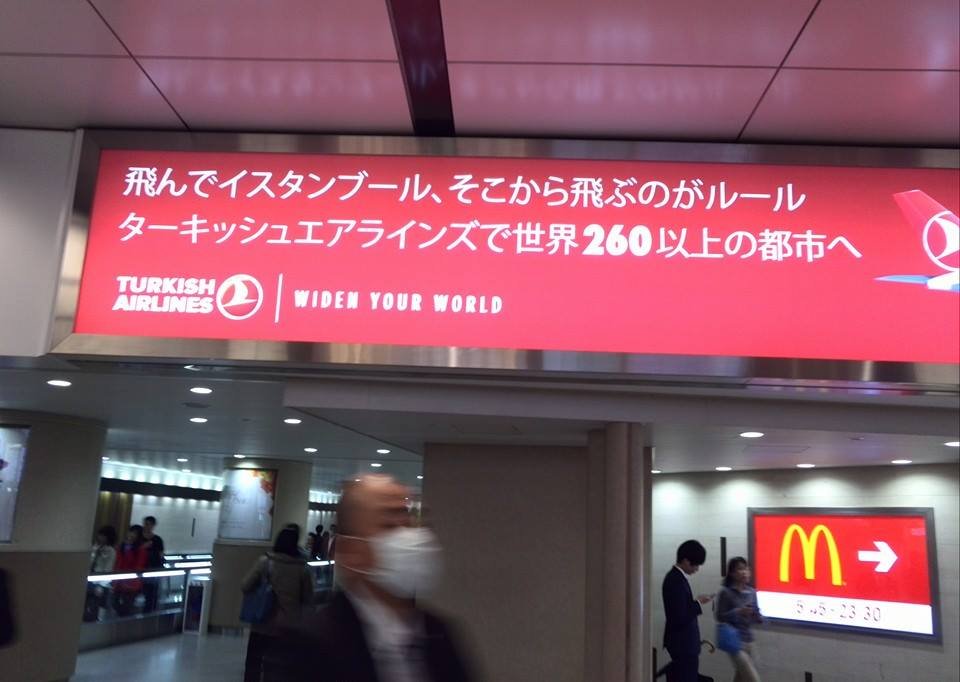 飛んでイスタンブール、そこから飛ぶのがルール
ターキッシュエアラインズで世界260以上の都市へ
TURKISH
AIRLINES
WIDEN YOUR WORLD
M
5:45-23:30